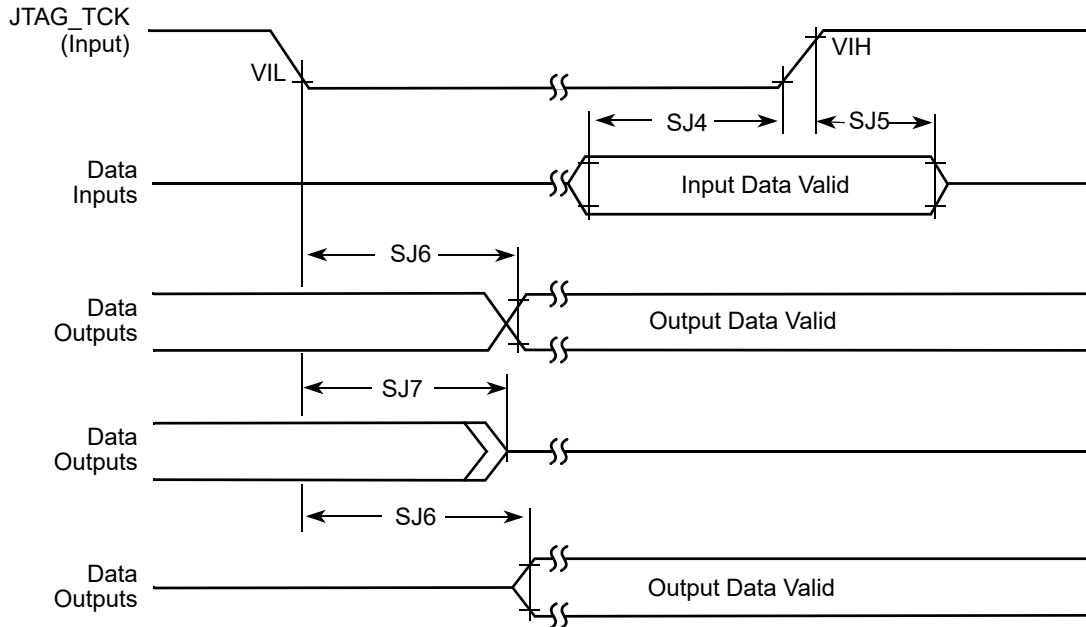 JTAG_TCK
(Input)
VIL
VIH
SJ4
SJ5
Data
Inputs
Input Data Valid
SJ6
Data
Outputs
Output Data Valid
SJ7
Data
Outputs
SJ6
Data
Outputs
Output Data Valid